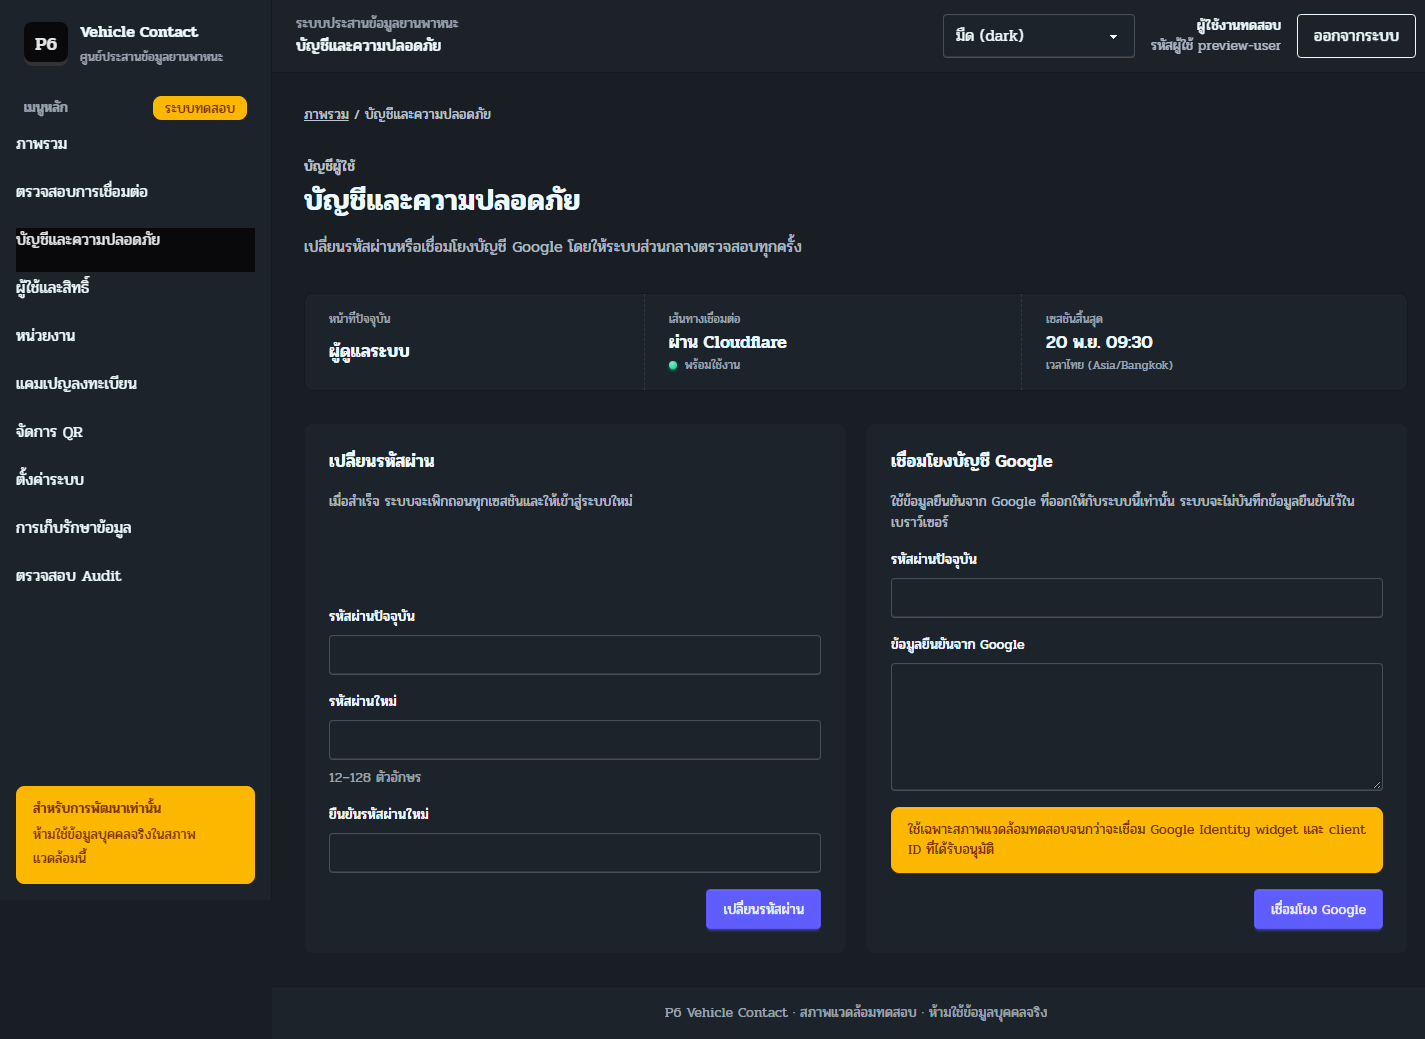 P6
Vehicle Contact
ศูนย์ประสานข้อมูลยานพาหนะ
เมนูหลัก
ระบบทดสอบ
ภาพรวม
ตรวจสอบการเชื่อมต่อ
บัญชีและความปลอดภัย
ผู้ใช้และสิทธิ์
หน่วยงาน
แคมเปญลงทะเบียน
จัดการ QR
ตั้งค่าระบบ
การเก็บรักษาข้อมูล
ตรวจสอบ Audit
สำหรับการพัฒนาเท่านั้น
ห้ามใช้ข้อมูลบุคคลจริงในสภาพ
แวดล้อมนี้
ระบบประสานข้อมูลยานพาหนะ
บัญชีและความปลอดภัย
มืด (dark)
ผู้ใช้งานทดสอบ
รหัสผู้ใช้ preview-user
ออกจากระบบ
ภาพรวม / บัญชีและความปลอดภัย
บัญชีผู้ใช้
บัญชีและความปลอดภัย
เปลี่ยนรหัสผ่านหรือเชื่อมโยงบัญชี Google โดยให้ระบบส่วนกลางตรวจสอบทุกครั้ง
หน้าที่ปัจจุบัน
ผู้ดูแลระบบ
เส้นทางเชื่อมต่อ
ผ่าน Cloudflare
พร้อมใช้งาน
เซสชันสิ้นสุด
20 พ.ย. 09:30
เวลาไทย (Asia/Bangkok)
เปลี่ยนรหัสผ่าน
เมื่อสำเร็จ ระบบจะเพิกถอนทุกเซสชันและให้เข้าสู่ระบบใหม่
รหัสผ่านปัจจุบัน
รหัสผ่านใหม่
12–128 ตัวอักษร
ยืนยันรหัสผ่านใหม่
เปลี่ยนรหัสผ่าน
เชื่อมโยงบัญชี Google
ใช้ข้อมูลยืนยันจาก Google ที่ออกให้กับระบบนี้เท่านั้น ระบบจะไม่บันทึกข้อมูลยืนยันไว้ใน
เบราว์เซอร์
รหัสผ่านปัจจุบัน
ข้อมูลยืนยันจาก Google
ใช้เฉพาะสภาพแวดล้อมทดสอบจนกว่าจะเชื่อม Google Identity widget และ client
ID ที่ได้รับอนุมัติ
เชื่อมโยง Google
P6 Vehicle Contact · สภาพแวดล้อมทดสอบ · ห้ามใช้ข้อมูลบุคคลจริง